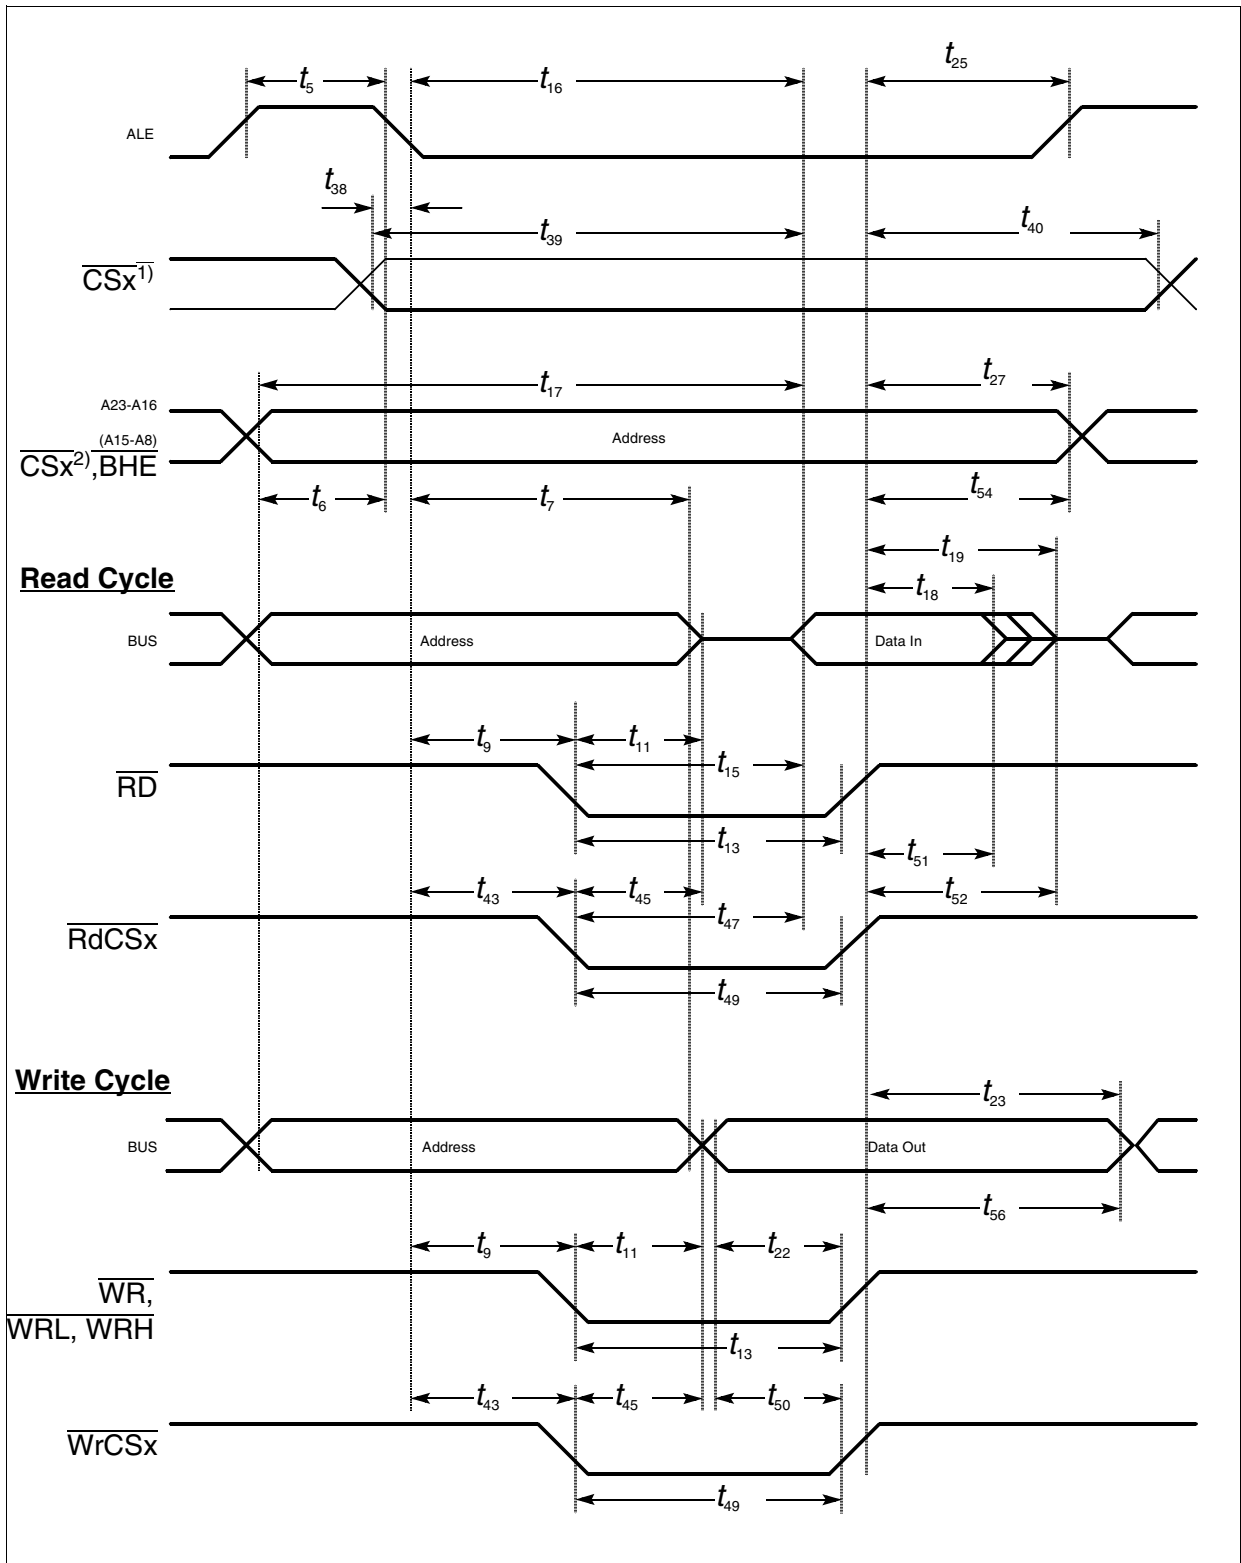 t5
t16
t25
ALE
t38
t39
t40
CSx1)
t17
t27
A23-A16
(A15-A8)
Address
CSx2),BHE
t6
t7
t54
t19
Read Cycle
t18
BUS
Address
Data In
t9
t11
t15
RD
t13
t51
t43
t45
t52
t47
RdCSx
t49
Write Cycle
t23
BUS
Address
Data Out
t56
t9
t11
t22
WR,
WRL, WRH
t13
t43
t45
t50
WrCSx
t49